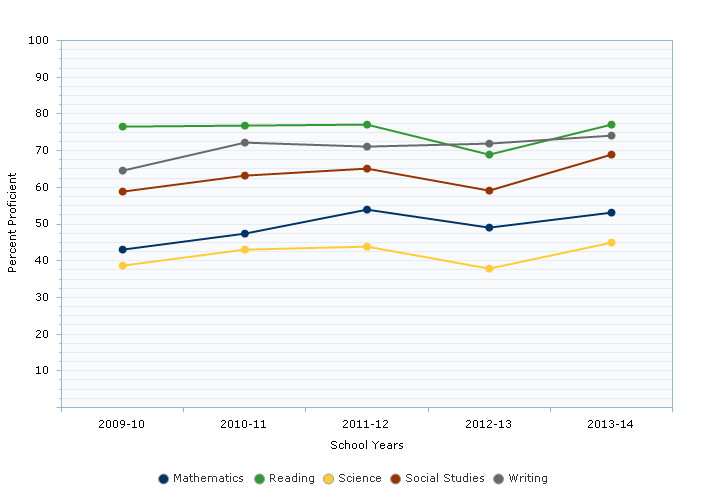 100
90
80
70
60
50
40
30
20
10
Percent Proficient
2009-10 2010-11 2011-12 2012-13 2013-14
School Years
Mathematics Reading Science Social Studies Writing